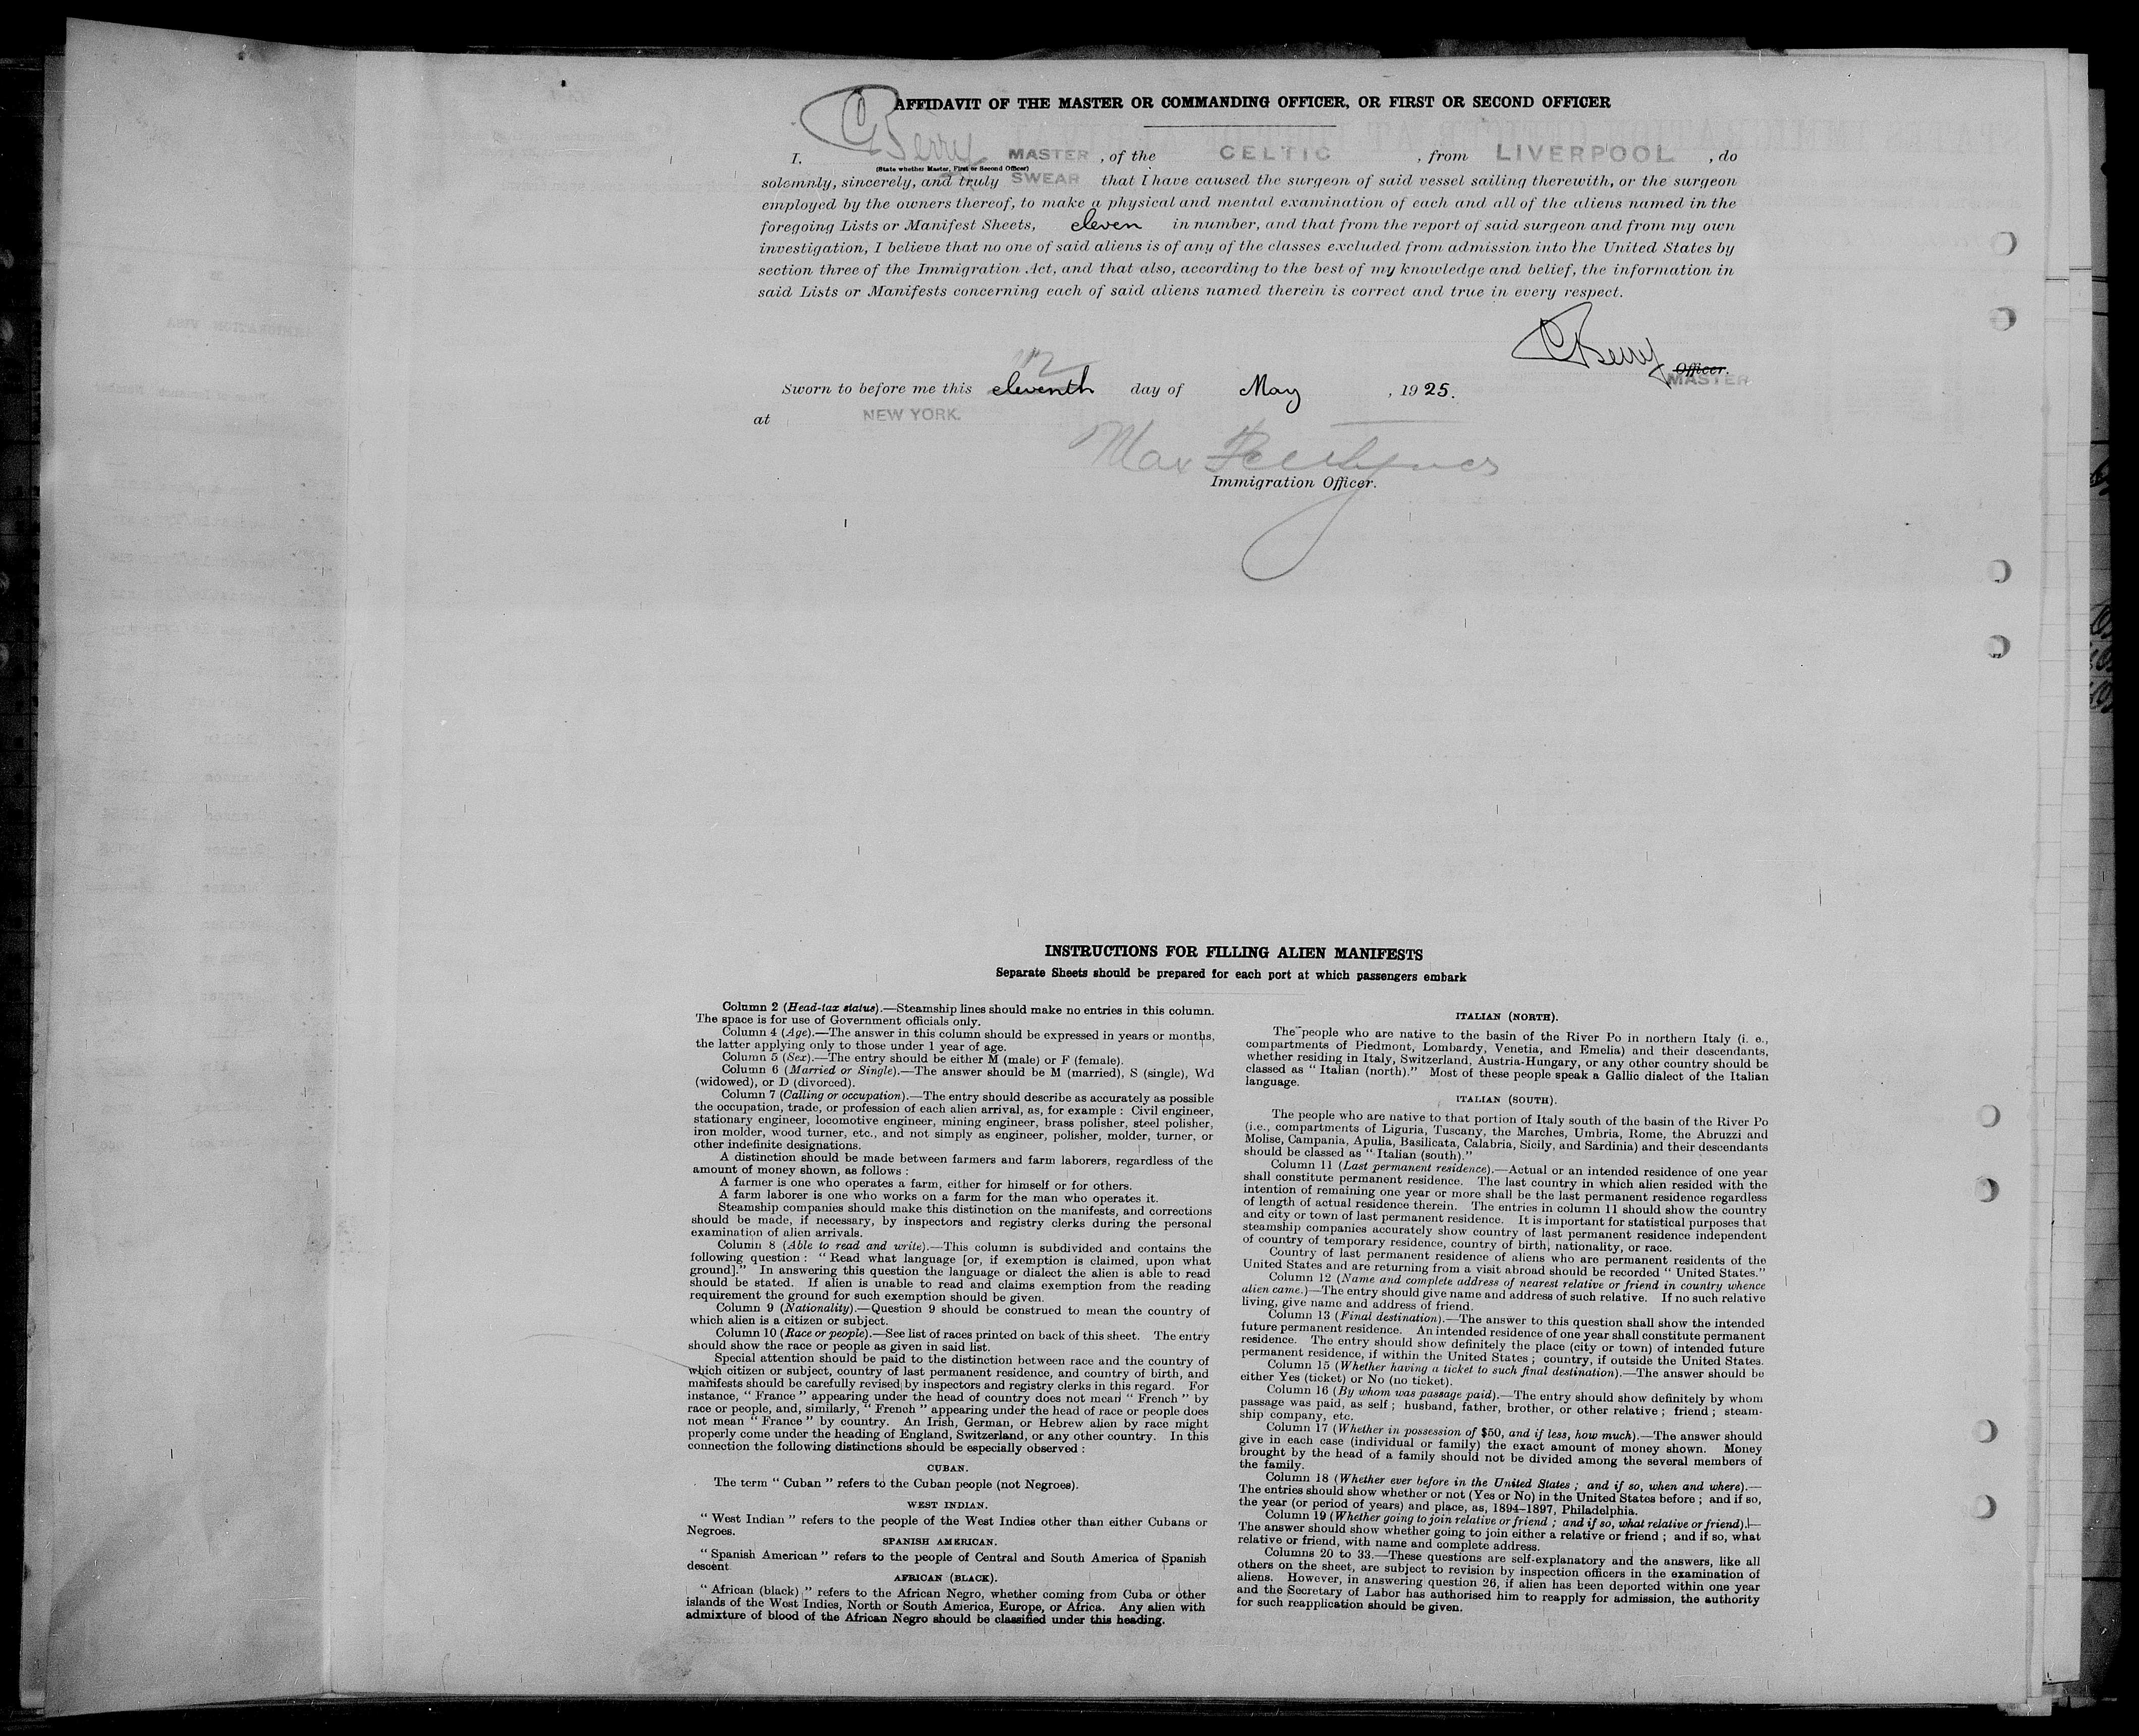 AFFIDAVIT OF THE MASTER OR COMMANDING OFFICER, OR FIRST OR SECOND OFFICER
I. C Berry MASTER, of the CELTIC, from LIVERPOOL, do
(State whether Master, First or Second Officer)
solemnly, sincerely, and truly SWEAR that I have caused the surgeon of said vessel sailing therewith, or the surgeon
employed by the owners thereof, to make a physical and mental examination of each and all of the aliens named in the
foregoing Lists or Manifest Sheets, eleven in number, and that from the report of said surgeon and from my own
investigation, I believe that no one of said aliens is of any of the classes excluded from admission into the United States by
section three of the Immigration Act, and that also, according to the best of my knowledge and belief, the information in
said Lists or Manifests concerning each of said aliens named therein is correct and true in every respect.
C Berry
Officer.
MASTER.
12
Sworn to before me this eleventh day of May, 1925.
at NEW YORK.
Max
Immigration Officer.
INSTRUCTIONS FOR FILLING ALIEN MANIFESTS
Separate Sheets should be prepared for each port at which passengers embark
Column 2 (Head-tax status).—Steamship lines should make no entries in this column.
The space is for use of Government officials only.
Column 4 (Age).—The answer in this column should be expressed in years or months,
the latter applying only to those under 1 year of age.
Column 5 (Sex).—The entry should be either M (male) or F (female).
Column 6 (Married or Single).—The answer should be M (married), S (single), Wd
(widowed), or D (divorced).
Column 7 (Calling or occupation).—The entry should describe as accurately as possible
the occupation, trade, or profession of each alien arrival, as, for example : Civil engineer,
stationary engineer, locomotive engineer, mining engineer, brass polisher, steel polisher,
iron molder, wood turner, etc., and not simply as engineer, polisher, molder, turner, or
other indefinite designations.
A distinction should be made between farmers and farm laborers, regardless of the
amount of money shown, as follows :
A farmer is one who operates a farm, either for himself or for others.
A farm laborer is one who works on a farm for the man who operates it.
Steamship companies should make this distinction on the manifests, and corrections
should be made, if necessary, by inspectors and registry clerks during the personal
examination of alien arrivals.
Column 8 (Able to read and write).—This column is subdivided and contains the
following question : " Read what language [or, if exemption is claimed, upon what
ground]." In answering this question the language or dialect the alien is able to read
should be stated. If alien is unable to read and claims exemption from the reading
requirement the ground for such exemption should be given.
Column 9 (Nationality).—Question 9 should be construed to mean the country of
which alien is a citizen or subject.
Column 10 (Race or people).—See list of races printed on back of this sheet. The entry
should show the race or people as given in said list.
Special attention should be paid to the distinction between race and the country of
which citizen or subject, country of last permanent residence, and country of birth, and
manifests should be carefully revised by inspectors and registry clerks in this regard. For
instance, " France " appearing under the head of country does not mean " French " by
race or people, and, similarly, " French " appearing under the head of race or people does
not mean " France " by country. An Irish, German, or Hebrew alien by race might
properly come under the heading of England, Switzerland, or any other country. In this
connection the following distinctions should be especially observed :
CUBAN.
The term " Cuban " refers to the Cuban people (not Negroes).
WEST INDIAN.
" West Indian " refers to the people of the West Indies other than either Cubans or
Negroes.
SPANISH AMERICAN.
" Spanish American " refers to the people of Central and South America of Spanish
descent.
AFRICAN (BLACK).
" African (black) " refers to the African Negro, whether coming from Cuba or other
islands of the West Indies, North or South America, Europe, or Africa. Any alien with
admixture of blood of the African Negro should be classified under this heading.
ITALIAN (NORTH).
The people who are native to the basin of the River Po in northern Italy (i. e.,
compartments of Piedmont, Lombardy, Venetia, and Emelia) and their descendants,
whether residing in Italy, Switzerland, Austria-Hungary, or any other country should be
classed as " Italian (north)." Most of these people speak a Gallic dialect of the Italian
language.
ITALIAN (SOUTH).
The people who are native to that portion of Italy south of the basin of the River Po
(i.e., compartments of Liguria, Tuscany, the Marches, Umbria, Rome, the Abruzzi and
Molise, Campania, Apulia, Basilicata, Calabria, Sicily, and Sardinia) and their descendants
should be classed as " Italian (south)."
Column 11 (Last permanent residence).—Actual or an intended residence of one year
shall constitute permanent residence. The last country in which alien resided with the
intention of remaining one year or more shall be the last permanent residence regardless
of length of actual residence therein. The entries in column 11 should show the country
and city or town of last permanent residence. It is important for statistical purposes that
steamship companies accurately show country of last permanent residence independent
of country of temporary residence, country of birth, nationality, or race.
Country of last permanent residence of aliens who are permanent residents of the
United States and are returning from a visit abroad should be recorded " United States."
Column 12 (Name and complete address of nearest relative or friend in country whence
alien came.)—The entry should give name and address of such relative. If no such relative
living, give name and address of friend.
Column 13 (Final destination).—The answer to this question shall show the intended
future permanent residence. An intended residence of one year shall constitute permanent
residence. The entry should show definitely the place (city or town) of intended future
permanent residence, if within the United States ; country, if outside the United States.
Column 15 (Whether having a ticket to such final destination).—The answer should be
either Yes (ticket) or No (no ticket).
Column 16 (By whom was passage paid).—The entry should show definitely by whom
passage was paid, as self ; husband, father, brother, or other relative ; friend ; steam-
ship company, etc.
Column 17 (Whether in possession of $50, and if less, how much).—The answer should
give in each case (individual or family) the exact amount of money shown. Money
brought by the head of a family should not be divided among the several members of
the family.
Column 18 (Whether ever before in the United States ; and if so, when and where).—
The entries should show whether or not (Yes or No) in the United States before ; and if so,
the year (or period of years) and place, as, 1894–1897, Philadelphia.
Column 19 (Whether going to join relative or friend ; and if so, what relative or friend).—
The answer should show whether going to join either a relative or friend ; and if so, what
relative or friend, with name and complete address.
Columns 20 to 33.—These questions are self-explanatory and the answers, like all
others on the sheet, are subject to revision by inspection officers in the examination of
aliens. However, in answering question 26, if alien has been deported within one year
and the Secretary of Labor has authorised him to reapply for admission, the authority
for such reapplication should be given.